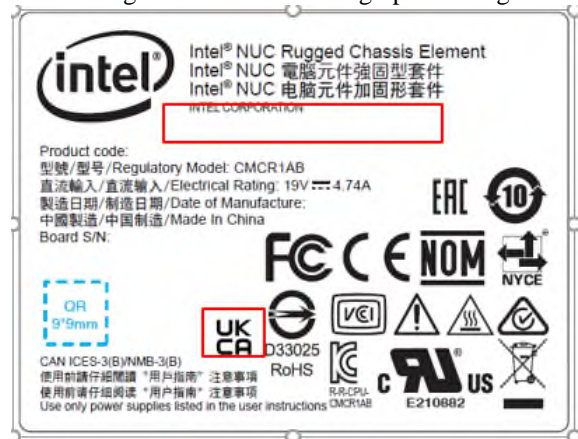 intel
Intel® NUC Rugged Chassis Element
Intel® NUC 電腦元件強固型套件
Intel® NUC 电脑元件加固形套件
INTEL CORPORATION
Product code:
型號/型号/Regulatory Model: CMCR1AB
直流輸入/直流输入/Electrical Rating: 19V⎓4.74A
製造日期/制造日期/Date of Manufacture:
中國製造/中国制造/Made In China
Board S/N:
EAC
10
FC CE NOM
NYCE
QR
9*9mm
UK
CA
D33025
RoHS
VCI
R-R-CPU-
CMCR1AB
c RU US
E210882
CAN ICES-3(B)/NMB-3(B)
使用前請仔細閱讀 "用戶指南" 注意事項
使用前请仔细阅读 "用户指南" 注意事项
Use only power supplies listed in the user instructions